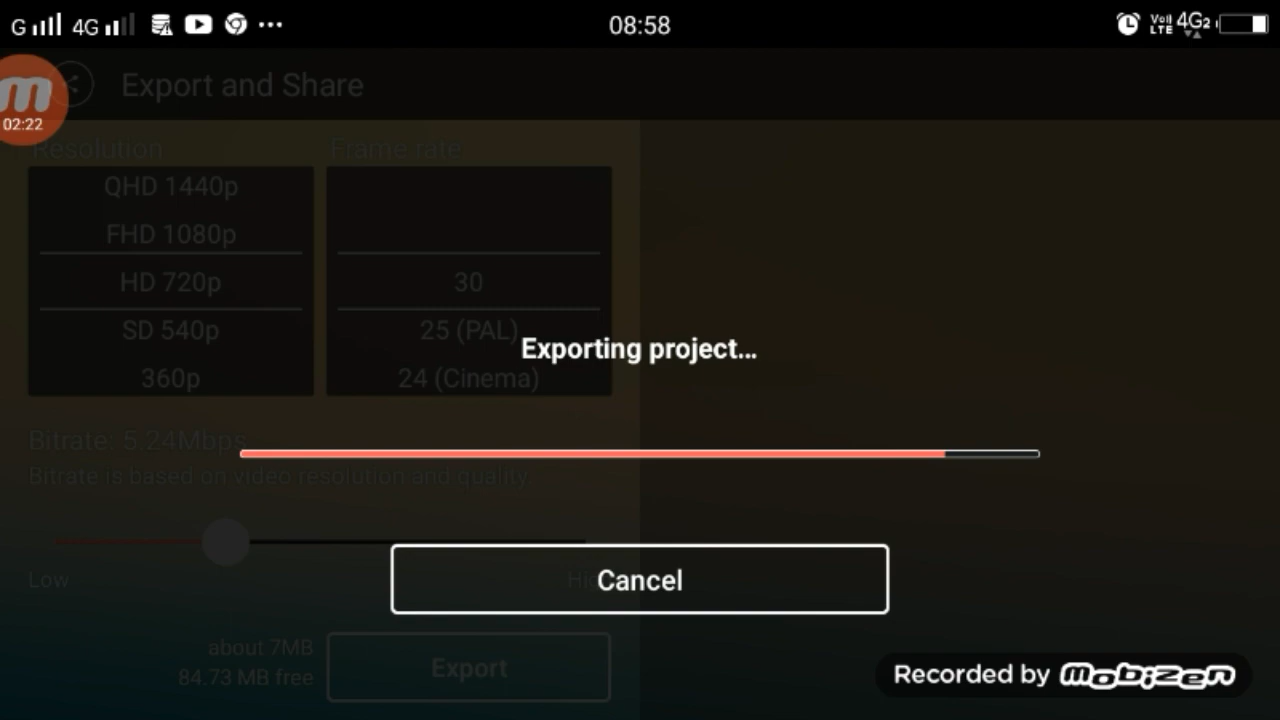 G 4G 08:58 VoII LTE 4G2
m Export and Share
02:22
Resolution Frame rate
QHD 1440p
FHD 1080p
HD 720p 30
SD 540p 25 (PAL)
Exporting project...
360p 24 (Cinema)
Bitrate: 5.24Mbps
Bitrate is based on video resolution and quality
Low
Cancel
about 7MB
84.73 MB free Export
Recorded by mobizen